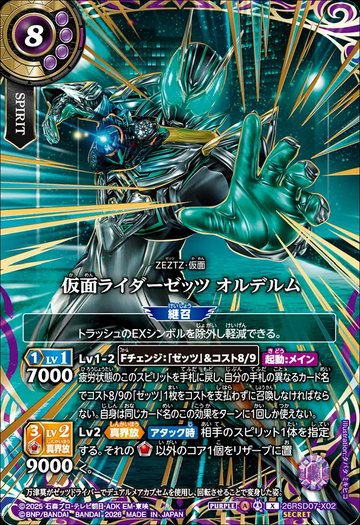 8
SPIRIT
ZEZTZ・仮面
仮面ライダーゼッツ オルデルム
継召
トラッシュのEXシンボルを除外し軽減できる。
1 LV1 7000
Lv1-2 Fチェンジ:「ゼッツ」&コスト8/9 起動:メイン
疲労状態のこのスピリットを手札に戻し、自分の手札の異なるカード名
でコスト8/9の「ゼッツ」1枚をコストを支払わずに召喚しなければなら
ない。自身は同じカード名のこの効果をターンに1回しか使えない。
3 LV2 真界放 9000
Lv2 真界放 アタック時 相手のスピリット1体を指定
する。それの 以外のコア1個をリザーブに置
く。
万津莫がゼッツドライバーでデュアルメアカプセムを使用し、回転させることで変身した姿。
©2025 石森プロ・テレビ朝日・ADK EM・東映
©BNP/BANDAI ©BANDAI 2026 MADE IN JAPAN
PURPLE A X 26RSD07-X02
SECRET